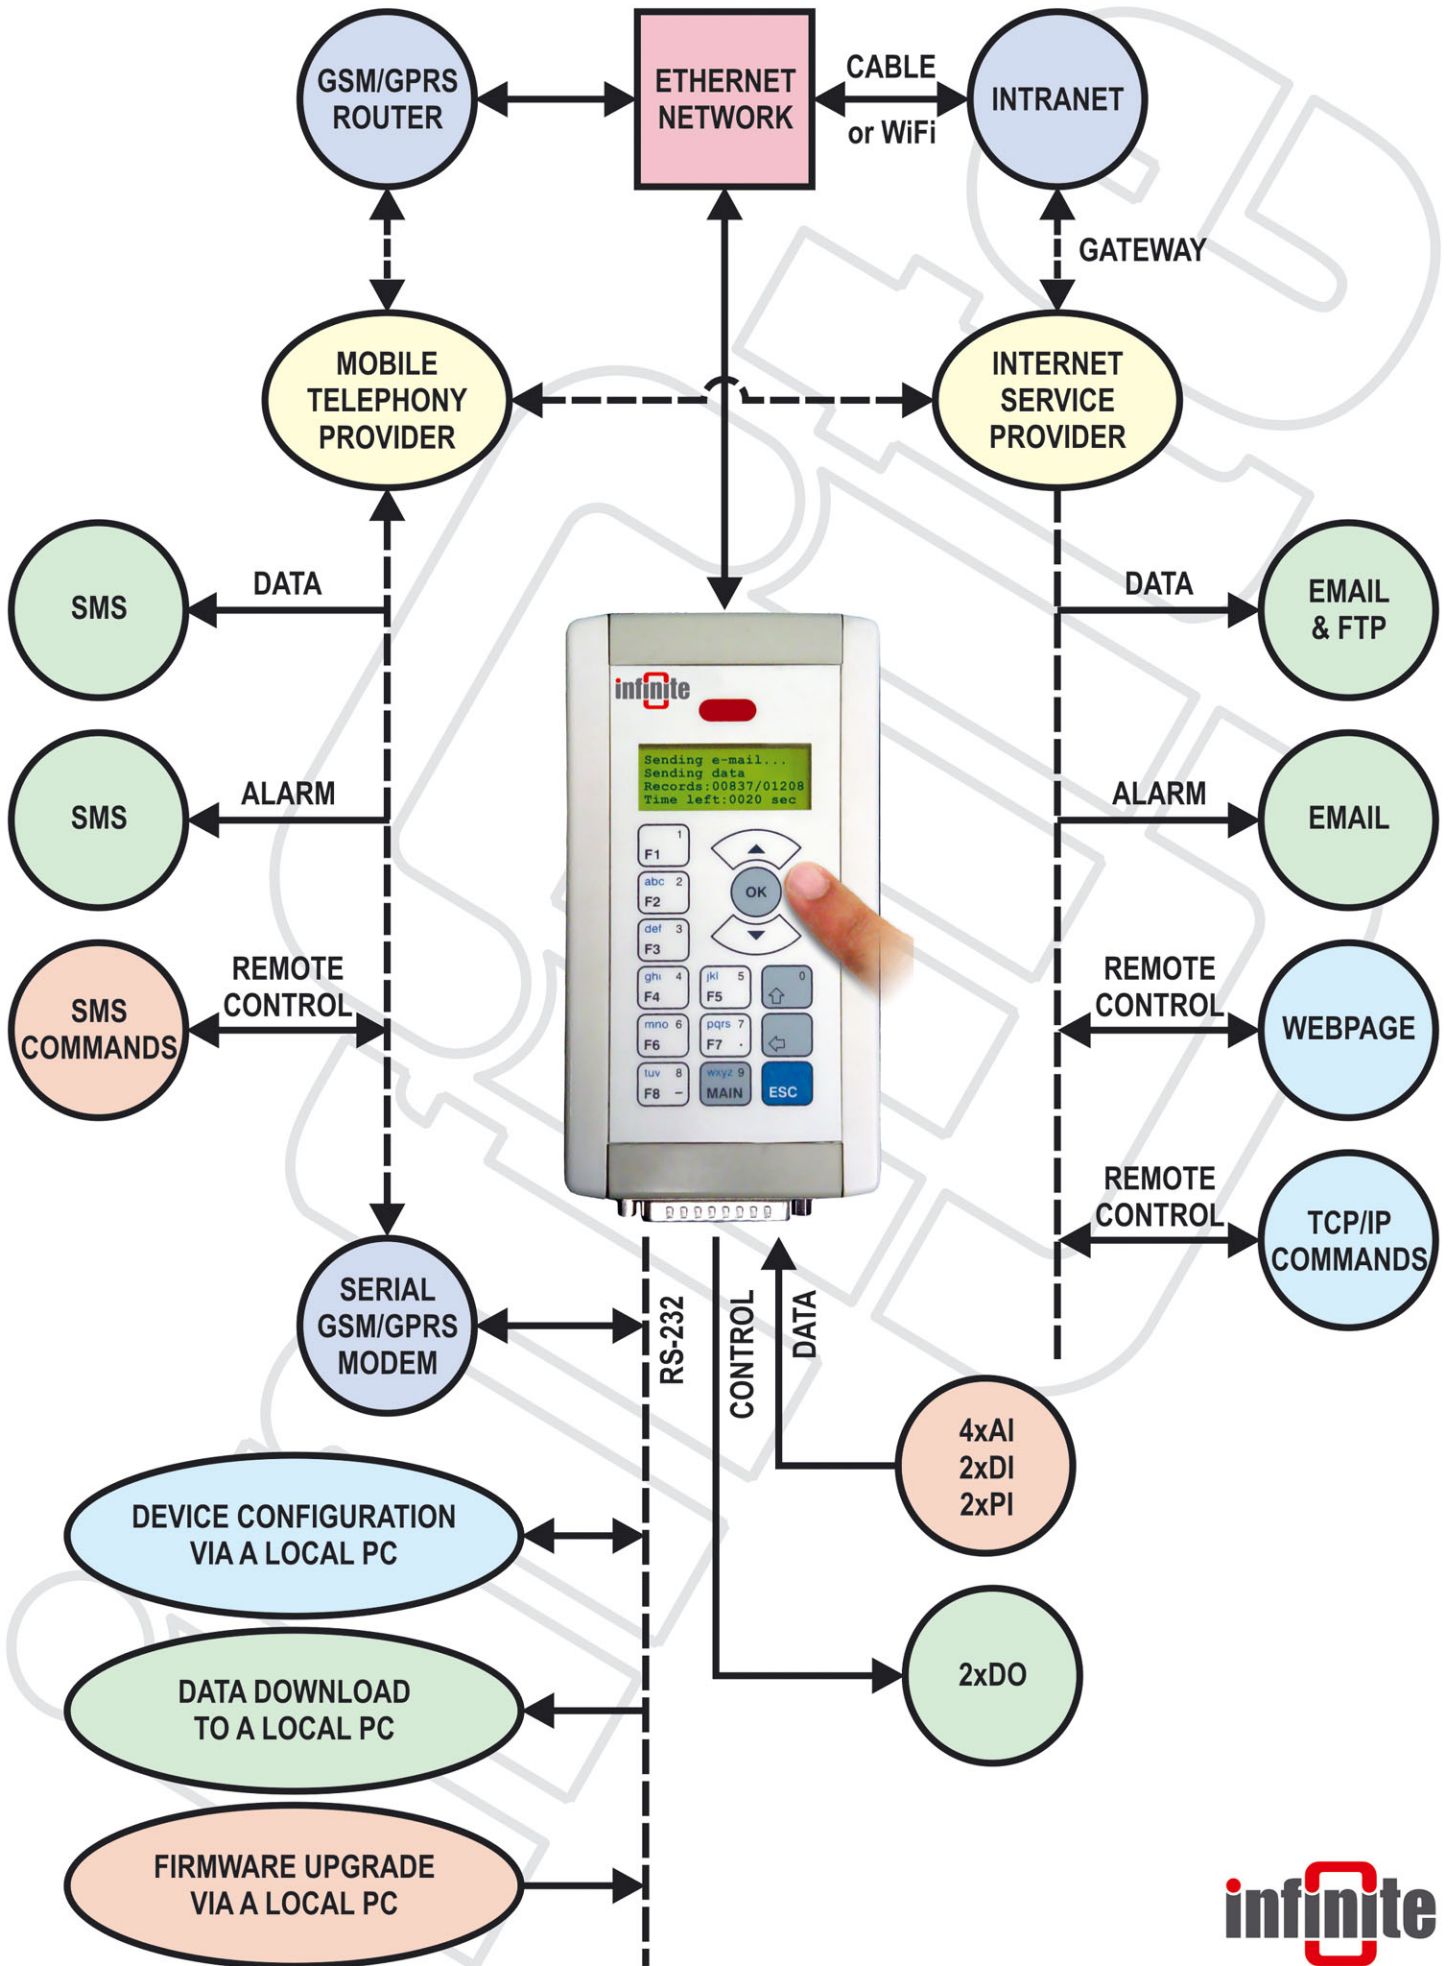 GSM/GPRS
ROUTER
ETHERNET
NETWORK
CABLE
or WiFi
INTRANET
GATEWAY
MOBILE
TELEPHONY
PROVIDER
INTERNET
SERVICE
PROVIDER
SMS
DATA
DATA
EMAIL
& FTP
infinite
Sending e-mail...
Sending data
Records:00837/01208
Time left:0020 sec
SMS
ALARM
ALARM
EMAIL
1
F1
abc 2
F2
OK
def 3
F3
ghi 4
F4
jkl 5
F5
0
mno 6
F6
pqrs 7
F7 .
tuv 8
F8 –
wxyz 9
MAIN
ESC
SMS
COMMANDS
REMOTE
CONTROL
REMOTE
CONTROL
WEBPAGE
REMOTE
CONTROL
TCP/IP
COMMANDS
SERIAL
GSM/GPRS
MODEM
RS-232
CONTROL
DATA
4xAI
2xDI
2xPI
DEVICE CONFIGURATION
VIA A LOCAL PC
DATA DOWNLOAD
TO A LOCAL PC
2xDO
FIRMWARE UPGRADE
VIA A LOCAL PC
infinite